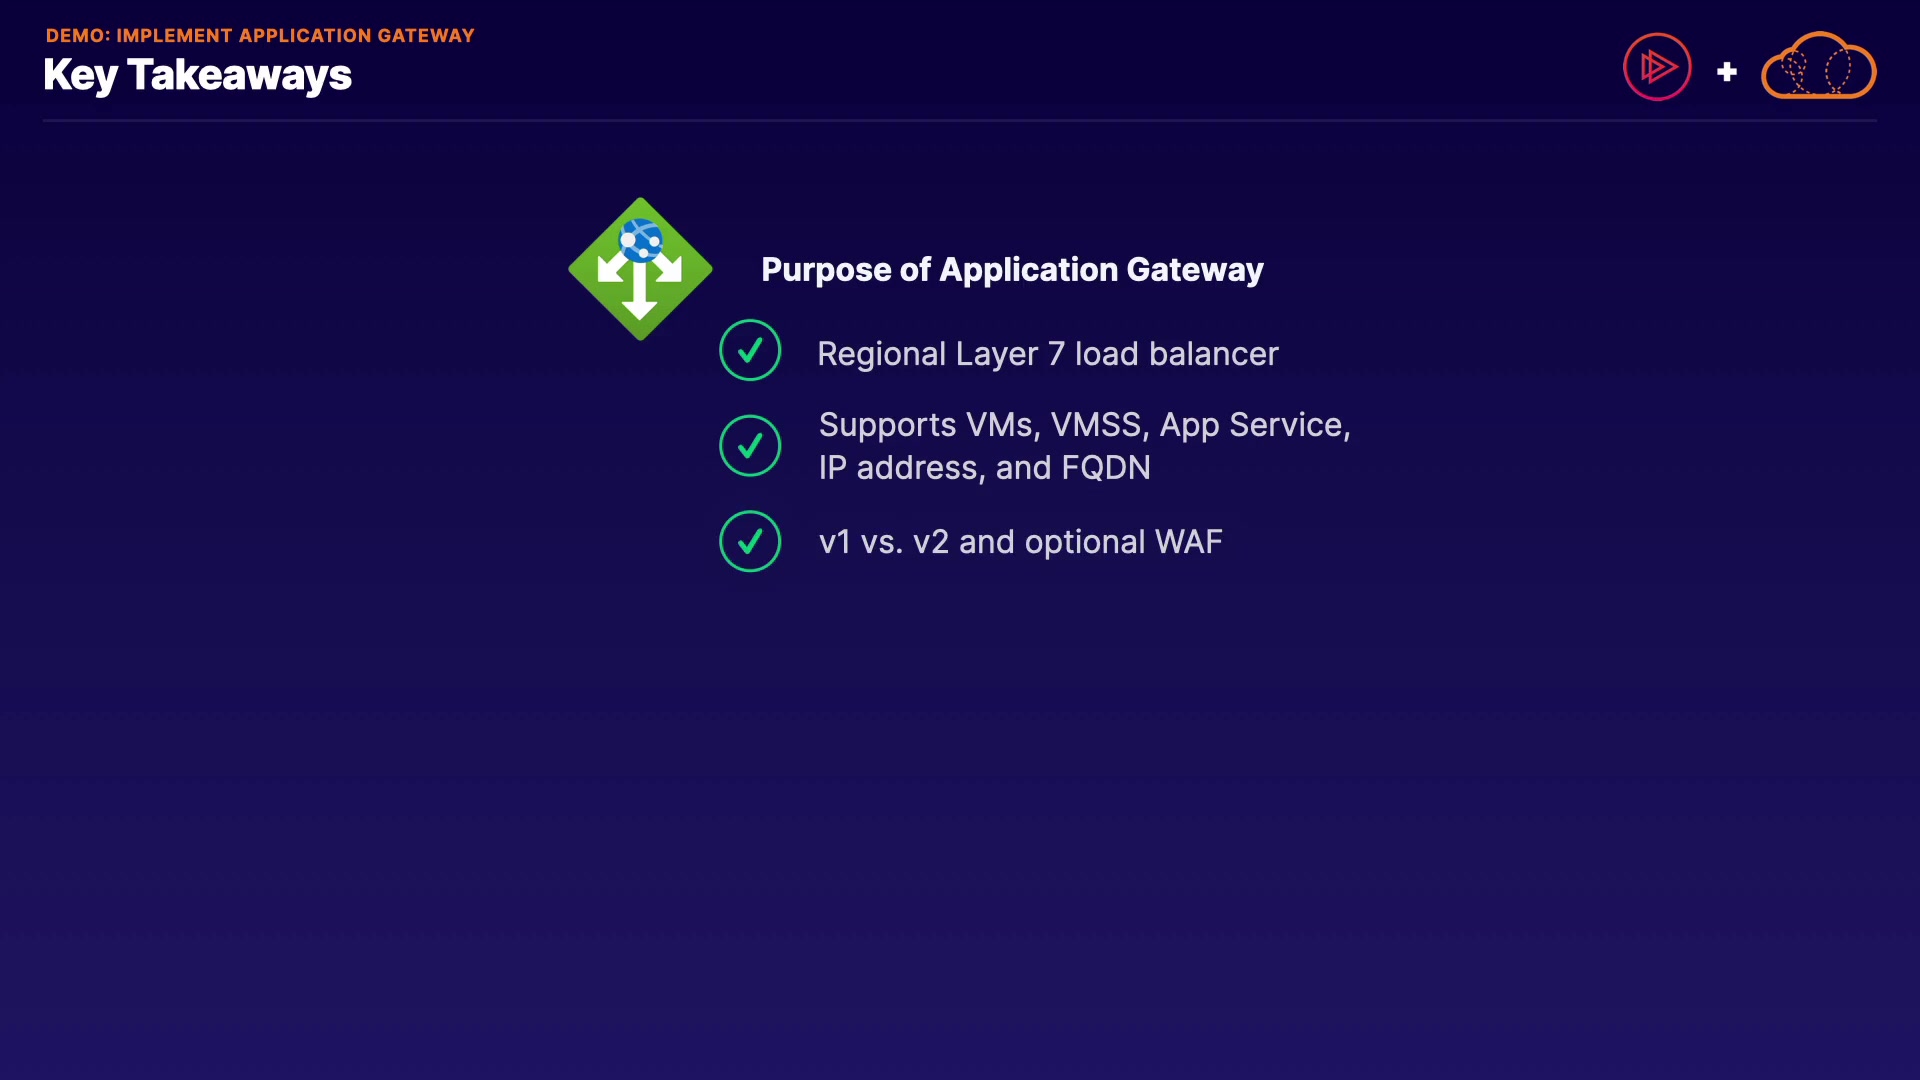 DEMO: IMPLEMENT APPLICATION GATEWAY
Key Takeaways
Purpose of Application Gateway
Regional Layer 7 load balancer
Supports VMs, VMSS, App Service,
IP address, and FQDN
v1 vs. v2 and optional WAF